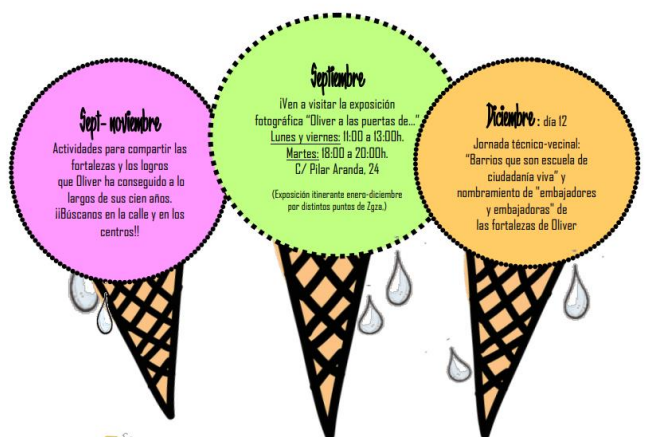 Sept- noviembre
Actividades para compartir las
fortalezas y los logros
que Oliver ha conseguido a lo
largos de sus cien años.
¡¡Búscanos en la calle y en los
centros!!
Septiembre
¡Ven a visitar la exposición
fotográfica "Oliver a las puertas de..."
Lunes y viernes: 11:00 a 13:00h.
Martes: 18:00 a 20:00h.
C/ Pilar Aranda, 24
(Exposición itinerante enero-diciembre
por distintos puntos de Zgza,)
Diciembre : día 12
Jornada técnico-vecinal:
"Barrios que son escuela de
ciudadanía viva" y
nombramiento de "embajadores
y embajadoras" de
las fortalezas de Oliver